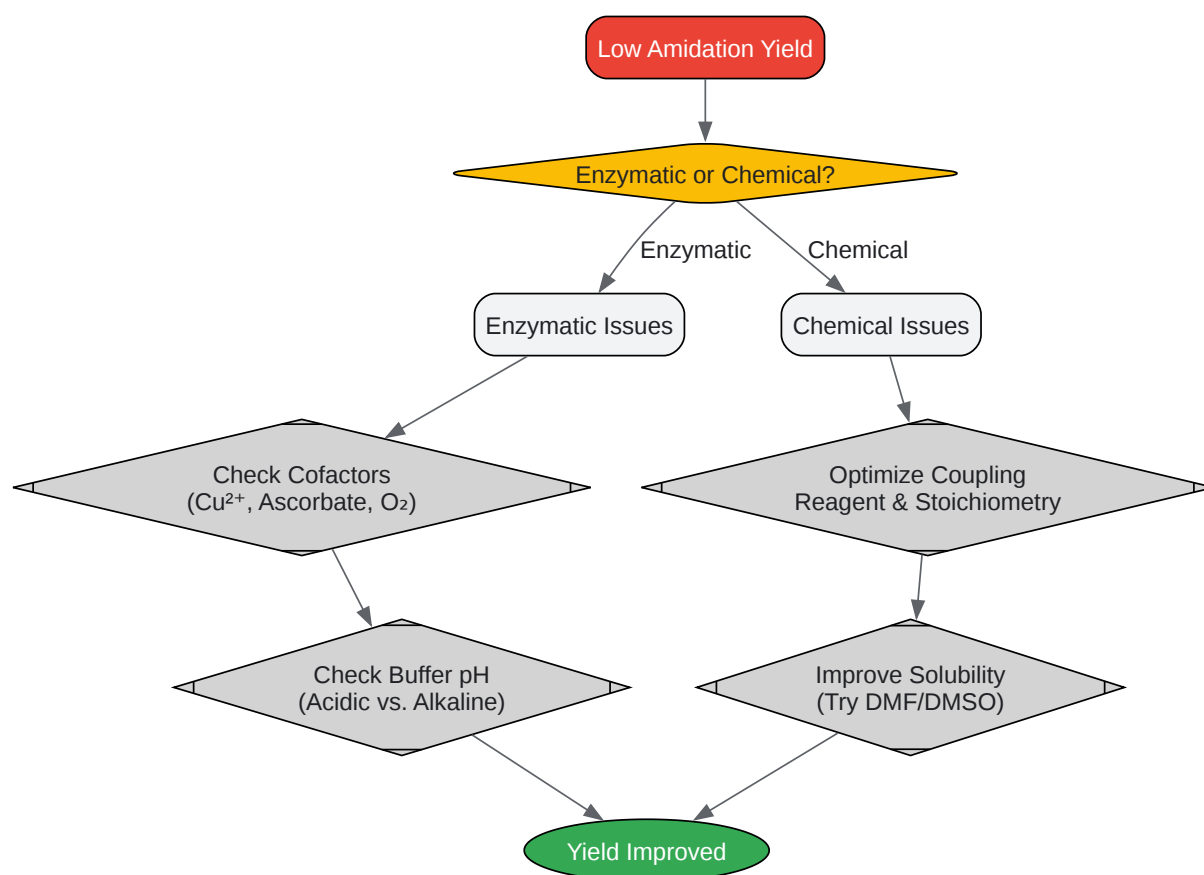 Low Amidation Yield
Enzymatic or Chemical?
Enzymatic
Chemical
Enzymatic Issues
Chemical Issues
Check Cofactors
(Cu²⁺, Ascorbate, O₂)
Optimize Coupling
Reagent & Stoichiometry
Check Buffer pH
(Acidic vs. Alkaline)
Improve Solubility
(Try DMF/DMSO)
Yield Improved